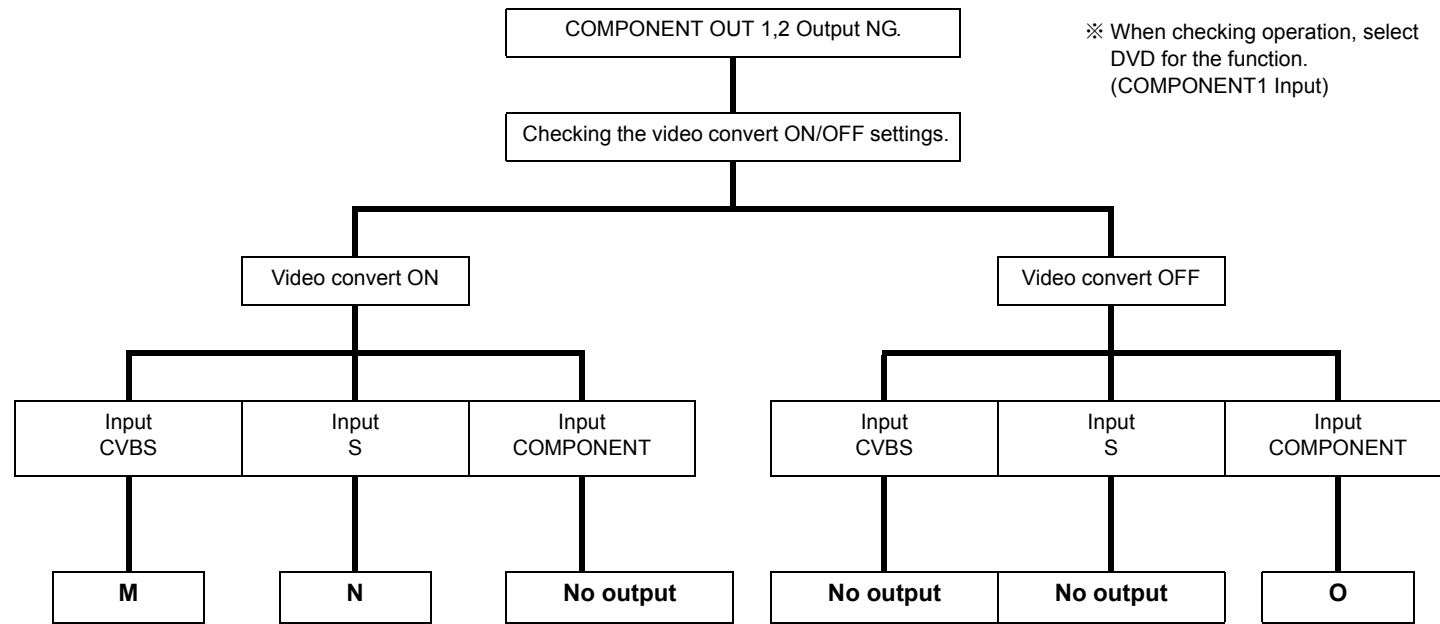 COMPONENT OUT 1,2 Output NG.
※ When checking operation, select
DVD for the function.
(COMPONENT1 Input)
Checking the video convert ON/OFF settings.
Video convert ON
Video convert OFF
Input
CVBS
Input
S
Input
COMPONENT
Input
CVBS
Input
S
Input
COMPONENT
M
N
No output
No output
No output
O